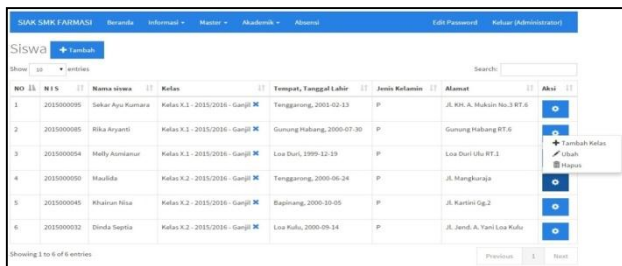 SIAK SMK FARMASI Beranda Informasi Master Akademik Absensi Edit Password Keluar (Administrator)
Siswa + Tambah
Show 10 entries Search:
NO N I S Nama siswa Kelas Tempat, Tanggal Lahir Jenis Kelamin Alamat Aksi
1 2015000095 Sekar Ayu Kumara Kelas X.1 - 2015/2016 - Ganjil Tenggarong, 2001-02-13 P Jl. KH. A. Muksin No.3 RT.6
2 2015000085 Rika Aryanti Kelas X.1 - 2015/2016 - Ganjil Gunung Habang, 2000-07-30 P Gunung Habang RT.6
+ Tambah Kelas
3 2015000054 Melly Asmianur Kelas X.1 - 2015/2016 - Ganjil Loa Duri, 1999-12-19 P Loa Duri Ulu RT.1
Ubah
Hapus
4 2015000050 Maulida Kelas X.2 - 2015/2016 - Ganjil Tenggarong, 2000-06-24 P Jl. Mangkuraja
5 2015000045 Khairun Nisa Kelas X.2 - 2015/2016 - Ganjil Bapinang, 2000-10-05 P Jl. Kartini Gg.2
6 2015000032 Dinda Septia Kelas X.2 - 2015/2016 - Ganjil Loa Kulu, 2000-09-14 P Jl. Jend. A. Yani Loa Kulu
Showing 1 to 6 of 6 entries Previous 1 Next